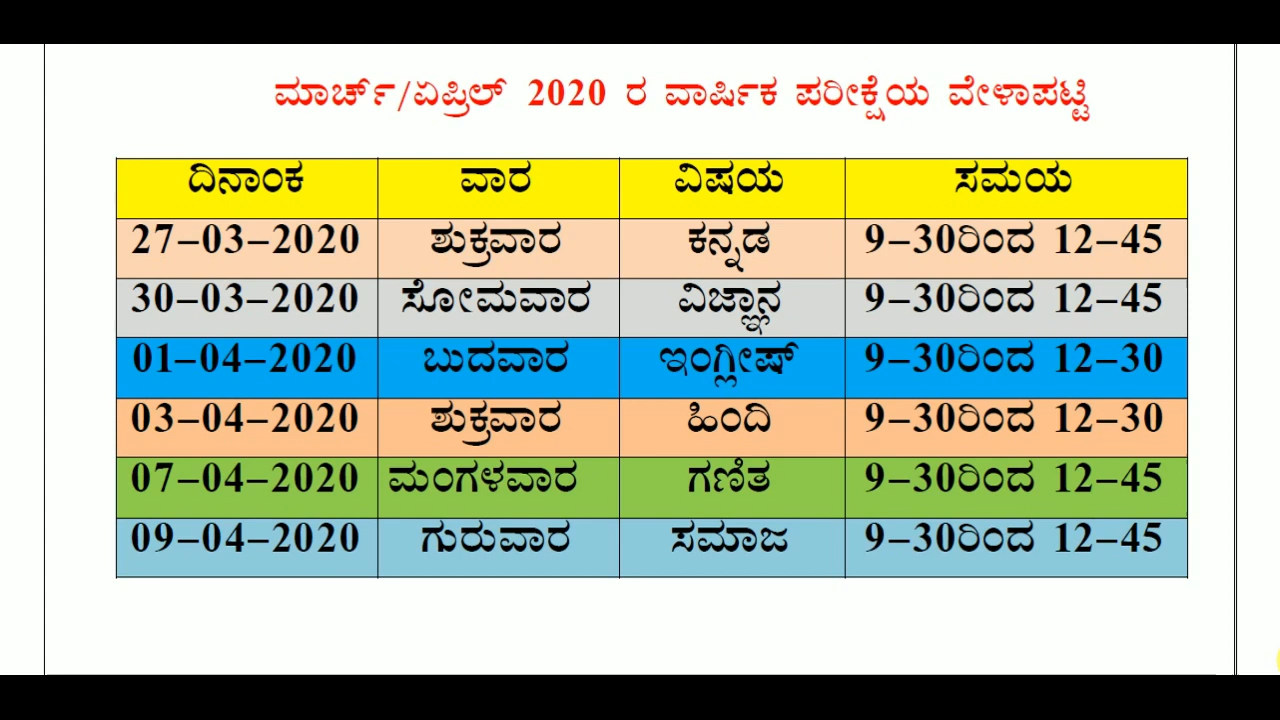 ಮಾರ್ಚ್/ಏಪ್ರಿಲ್ 2020 ರ ವಾರ್ಷಿಕ ಪರೀಕ್ಷೆಯ ವೇಳಾಪಟ್ಟಿ
ದಿನಾಂಕ ವಾರ ವಿಷಯ ಸಮಯ
27-03-2020 ಶುಕ್ರವಾರ ಕನ್ನಡ 9-30ರಿಂದ 12-45
30-03-2020 ಸೋಮವಾರ ವಿಜ್ಞಾನ 9-30ರಿಂದ 12-45
01-04-2020 ಬುದವಾರ ಇಂಗ್ಲೀಷ್ 9-30ರಿಂದ 12-30
03-04-2020 ಶುಕ್ರವಾರ ಹಿಂದಿ 9-30ರಿಂದ 12-30
07-04-2020 ಮಂಗಳವಾರ ಗಣಿತ 9-30ರಿಂದ 12-45
09-04-2020 ಗುರುವಾರ ಸಮಾಜ 9-30ರಿಂದ 12-45